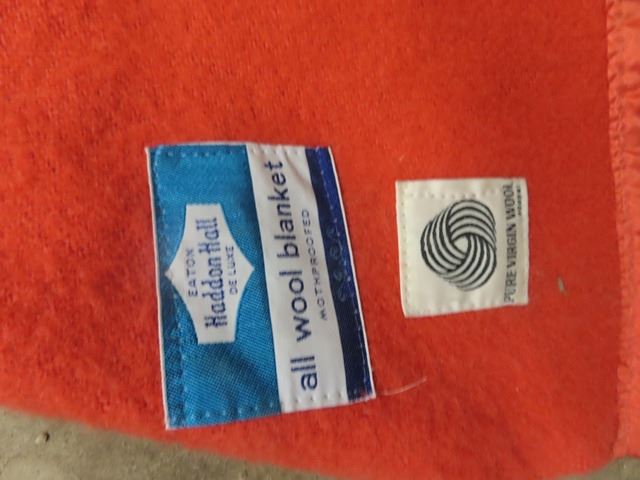 EATON
Haddon Hall
DE LUXE
all wool blanket
MOTHPROOFED
PURE VIRGIN WOOL